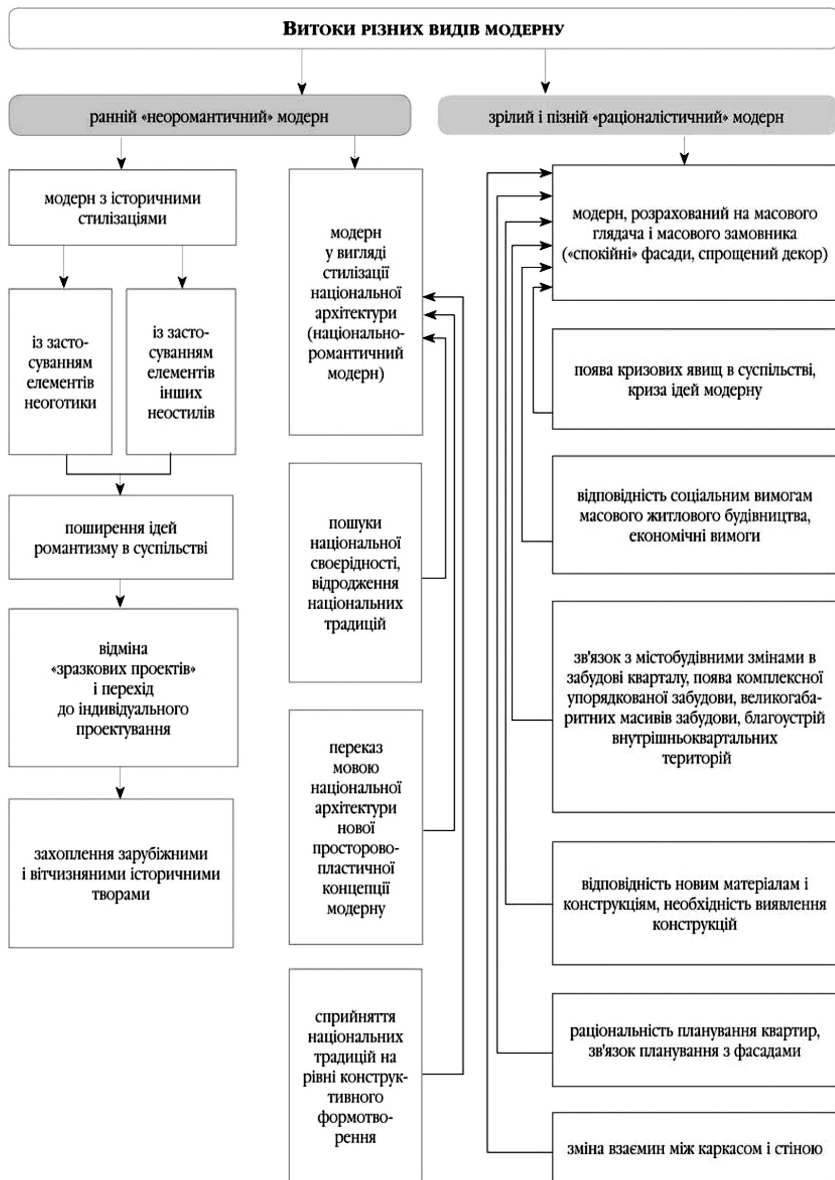 ВИТОКИ РІЗНИХ ВИДІВ МОДЕРНУ
ранній «неоромантичний» модерн
зрілий і пізній «раціоналістичний» модерн
модерн з історичними
стилізаціями
із засто-
суванням
елементів
неоготики
із засто-
суванням
елементів
інших
неостилів
поширення ідей
романтизму в суспільстві
відміна
«зразкових проектів»
і перехід
до індивідуального
проектування
захоплення зарубіжними
і вітчизняними історичними
творами
модерн
у вигляді
стилізації
національної
архітектури
(національно-
романтичний
модерн)
пошуки
національної
своєрідності,
відродження
національних
традицій
переказ
мовою
національної
архітектури
нової
просторово-
пластичної
концепції
модерну
сприйняття
національних
традицій на
рівні конструк-
тивного
формотво-
рення
модерн, розрахований на масового
глядача і масового замовника
(«спокійні» фасади, спрощений декор)
поява кризових явищ в суспільстві,
криза ідей модерну
відповідність соціальним вимогам
масового житлового будівництва,
економічні вимоги
зв'язок з містобудівними змінами в
забудові кварталу, поява комплексної
упорядкованої забудови, великогаба-
ритних масивів забудови, благоустрій
внутрішньоквартальних
територій
відповідність новим матеріалам і
конструкціям, необхідність виявлення
конструкцій
раціональність планування квартир,
зв'язок планування з фасадами
зміна взаємин між каркасом і стіною